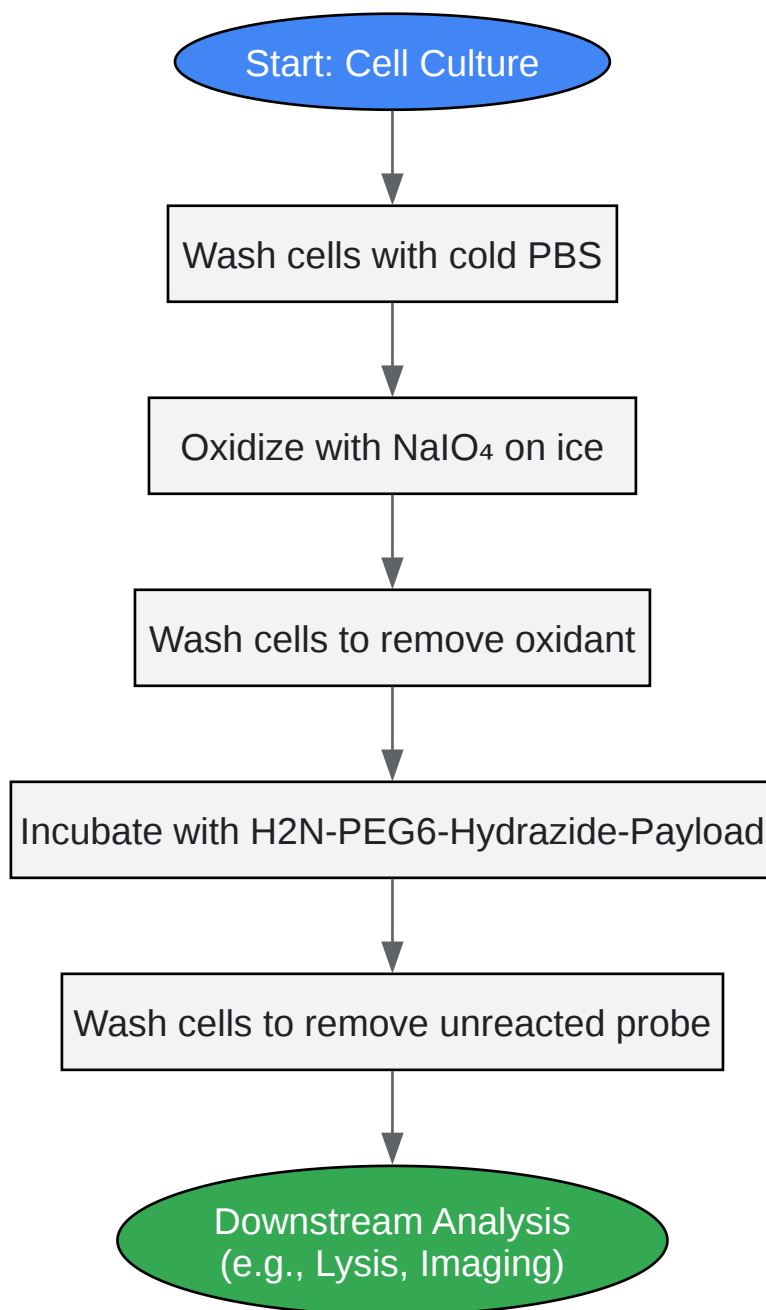 Start: Cell Culture
Wash cells with cold PBS
Oxidize with NaIO₄ on ice
Wash cells to remove oxidant
Incubate with H2N-PEG6-Hydrazide-Payload
Wash cells to remove unreacted probe
Downstream Analysis
(e.g., Lysis, Imaging)